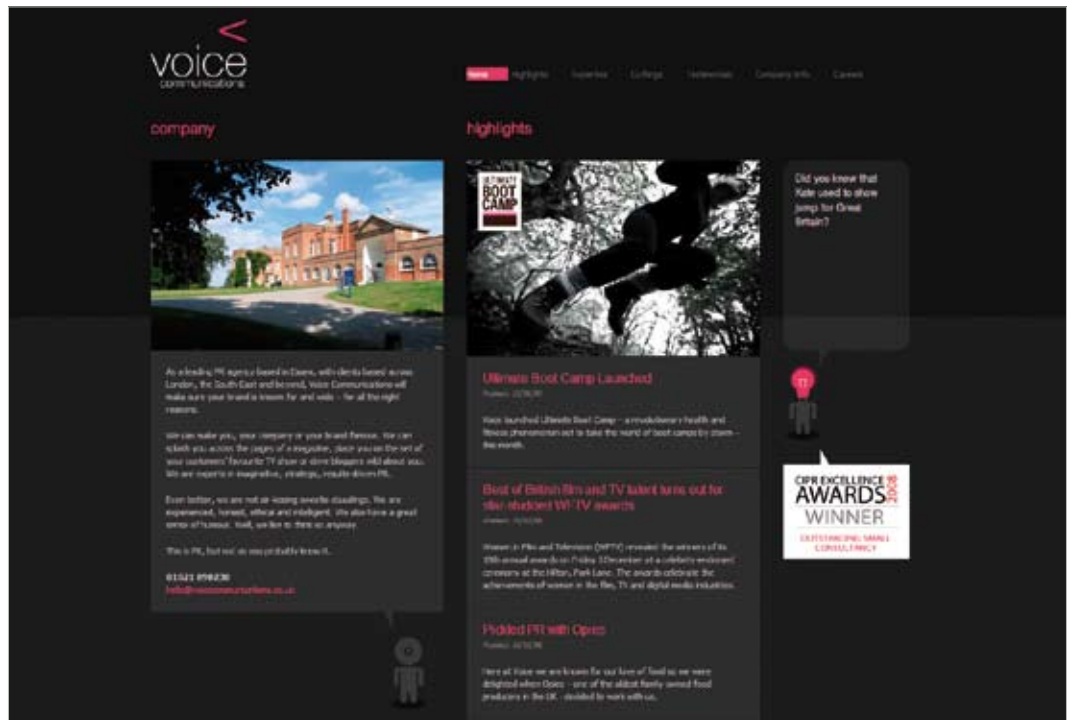 voice
communications
Home Highlights Expertise Testimonials Company Info Careers
company
highlights
ULTIMATE
BOOT
CAMP
Did you know that
Kate used to show
jump for Great
Britain?
As a leading PR agency based in Essex, with clients based across
London, the South East and beyond, Voice Communications will
make sure your brand is known far and wide – for all the right
reasons.
We can make you, your company or your brand famous. We can
splash you across the pages of a magazine, place you on the set of
your customers' favourite TV show or drive bloggers wild about you.
We are experts in imaginative, strategic, results-driven PR.
Even better, we are not air-kissing sweetie We are
experienced, honest, ethical and intelligent. We also have a great
sense of humour. Well, we like to think so anyway.
This is PR, but not as you probably know it.
hello@voicecommunications.co.uk
Ultimate Boot Camp Launched
Voice launched Ultimate Boot Camp – a revolutionary health and
fitness phenomenon set to take the world of boot camps by storm –
this month.
Best of British film and TV talent turns out for
star-studded WFTV awards
Women in Film and Television (WFTV) revealed the winners of its
annual awards on Friday 5 December at a celebrity endorsed
ceremony at the Hilton, Park Lane. The awards celebrate the
achievements of women in the film, TV and digital media industries.
Pickled PR with Opies
Here at Voice we are known for our love of food so we were
delighted when Opies – one of the oldest family owned food
producers in the UK – decided to work with us.
CIPR EXCELLENCE
AWARDS 2008
WINNER
OUTSTANDING SMALL
CONSULTANCY